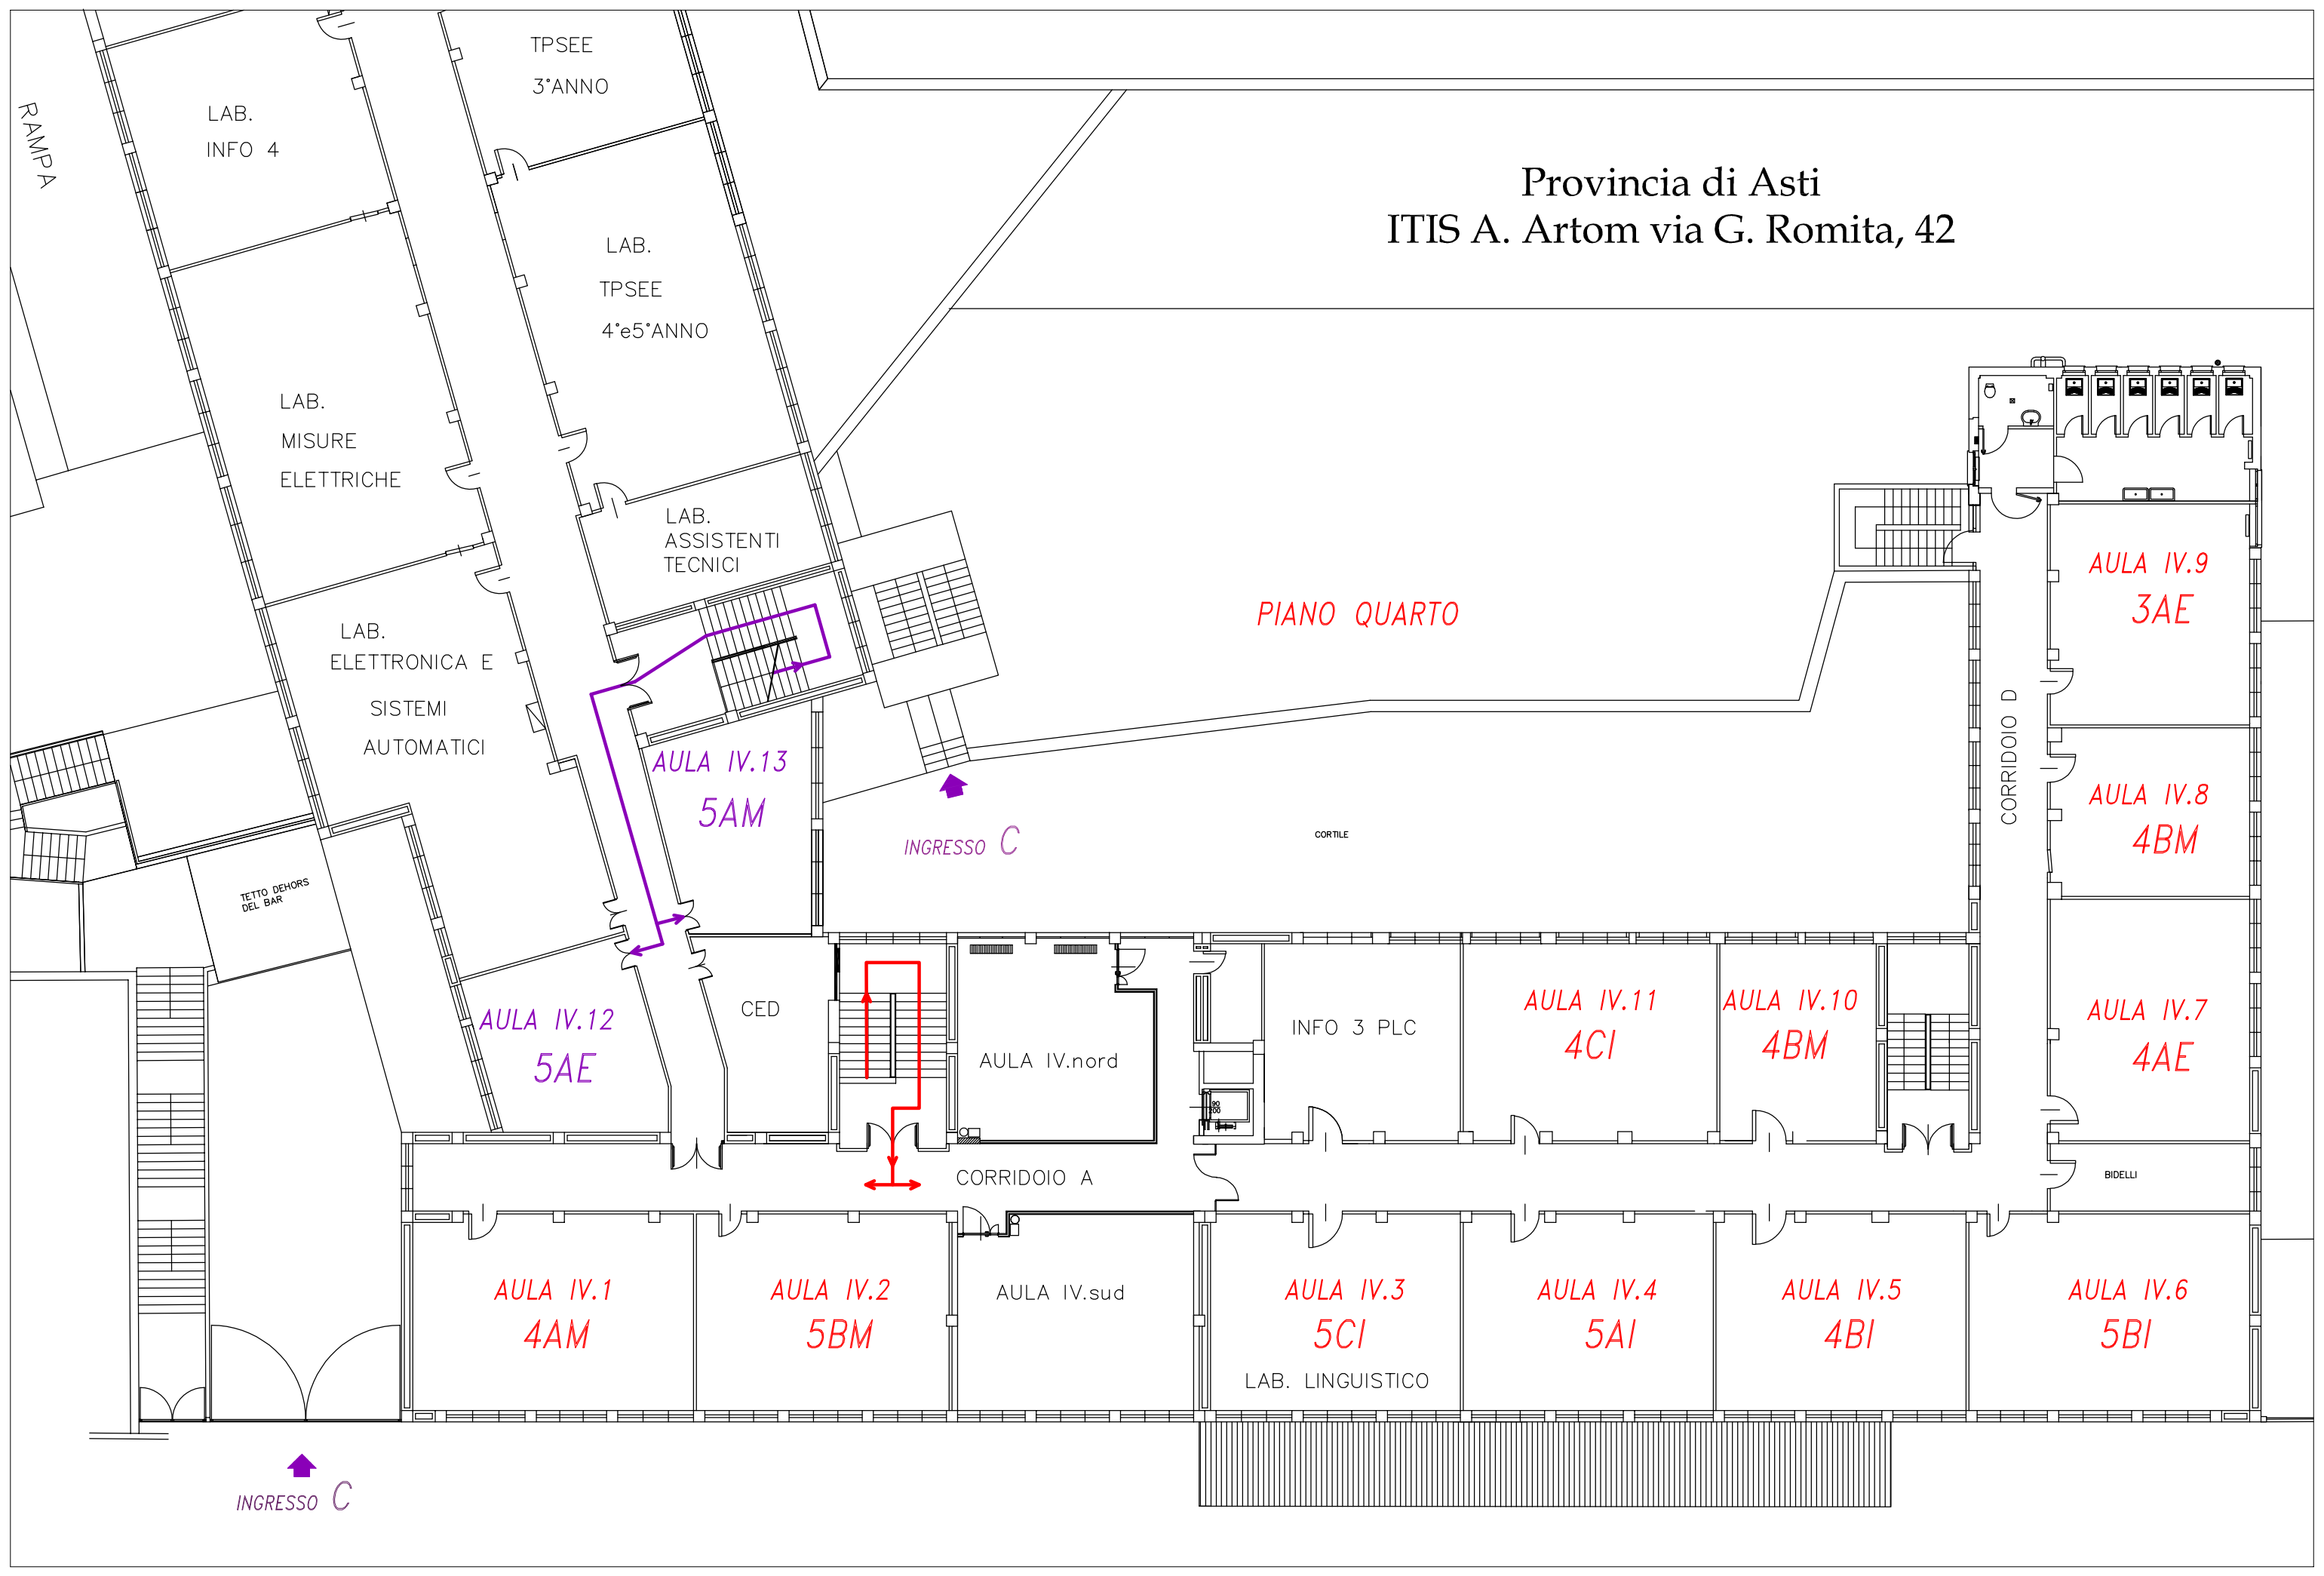 TPSEE
3°ANNO
LAB.
INFO 4
RAMPA
Provincia di Asti
ITIS A. Artom via G. Romita, 42
LAB.
TPSEE
4°e5°ANNO
LAB.
MISURE
ELETTRICHE
LAB.
ASSISTENTI
TECNICI
AULA IV.9
3AE
PIANO QUARTO
LAB.
ELETTRONICA E
SISTEMI
AUTOMATICI
CORRIDOIO D
AULA IV.13
5AM
AULA IV.8
4BM
INGRESSO C
CORTILE
TETTO DEHORS
DEL BAR
AULA IV.12
5AE
CED
AULA IV.nord
INFO 3 PLC
AULA IV.11
4CI
AULA IV.10
4BM
AULA IV.7
4AE
90
200
CORRIDOIO A
BIDELLI
AULA IV.1
4AM
AULA IV.2
5BM
AULA IV.sud
AULA IV.3
5CI
LAB. LINGUISTICO
AULA IV.4
5AI
AULA IV.5
4BI
AULA IV.6
5BI
INGRESSO C